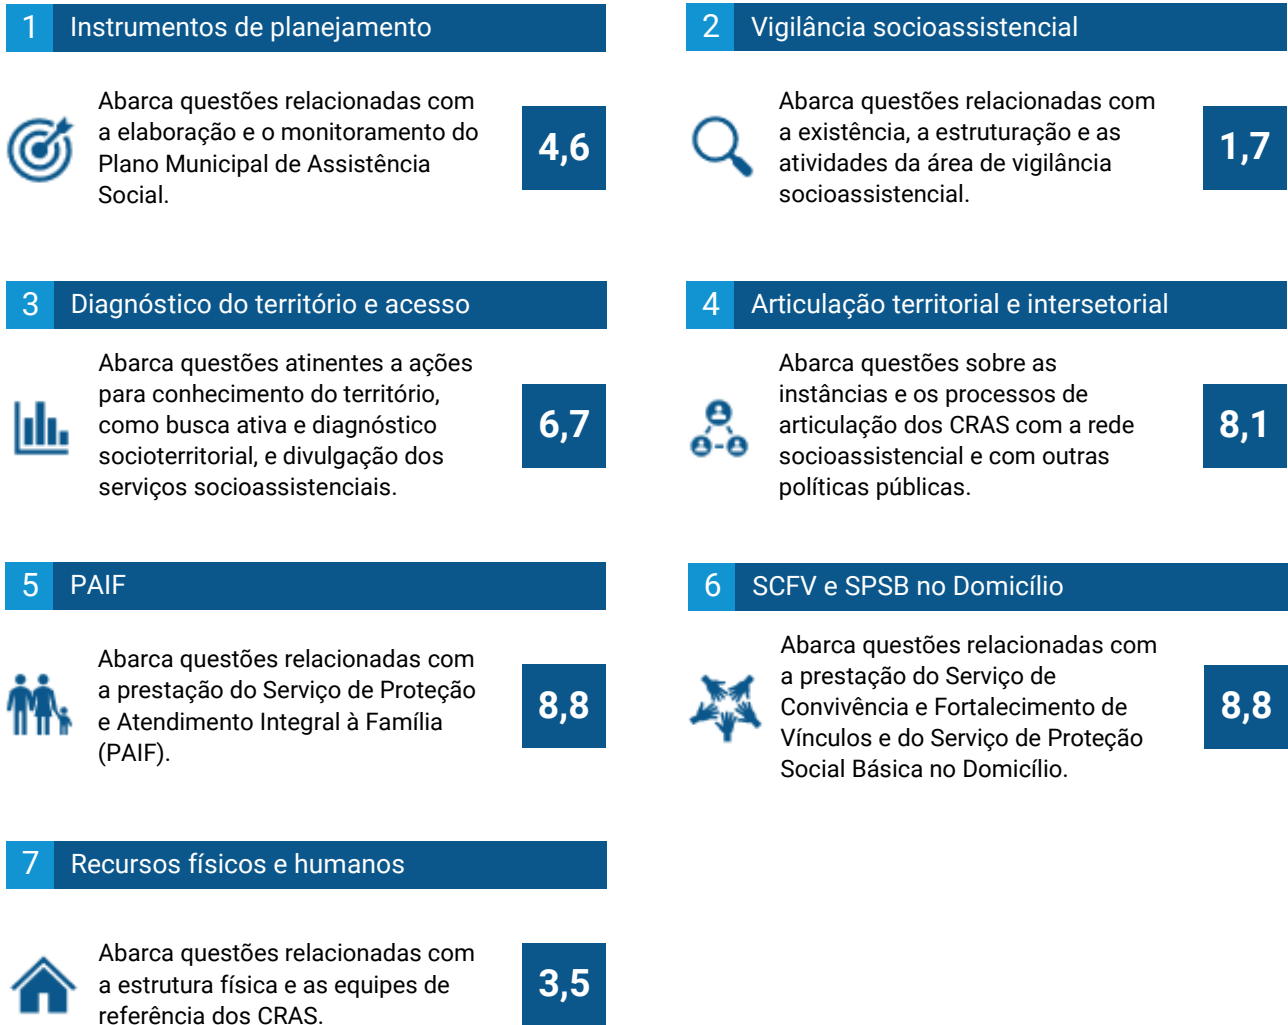 1 Instrumentos de planejamento
Abarca questões relacionadas com
a elaboração e o monitoramento do
Plano Municipal de Assistência
Social.
4,6
2 Vigilância socioassistencial
Abarca questões relacionadas com
a existência, a estruturação e as
atividades da área de vigilância
socioassistencial.
1,7
3 Diagnóstico do território e acesso
Abarca questões atinentes a ações
para conhecimento do território,
como busca ativa e diagnóstico
socioterritorial, e divulgação dos
serviços socioassistenciais.
6,7
4 Articulação territorial e intersetorial
Abarca questões sobre as
instâncias e os processos de
articulação dos CRAS com a rede
socioassistencial e com outras
políticas públicas.
8,1
5 PAIF
Abarca questões relacionadas com
a prestação do Serviço de Proteção
e Atendimento Integral à Família
(PAIF).
8,8
6 SCFV e SPSB no Domicílio
Abarca questões relacionadas com
a prestação do Serviço de
Convivência e Fortalecimento de
Vínculos e do Serviço de Proteção
Social Básica no Domicílio.
8,8
7 Recursos físicos e humanos
Abarca questões relacionadas com
a estrutura física e as equipes de
referência dos CRAS.
3,5